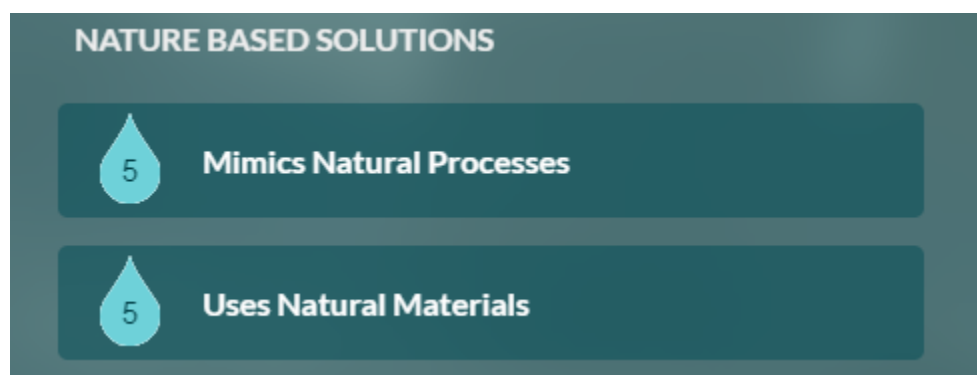 NATURE BASED SOLUTIONS
5 Mimics Natural Processes
5 Uses Natural Materials